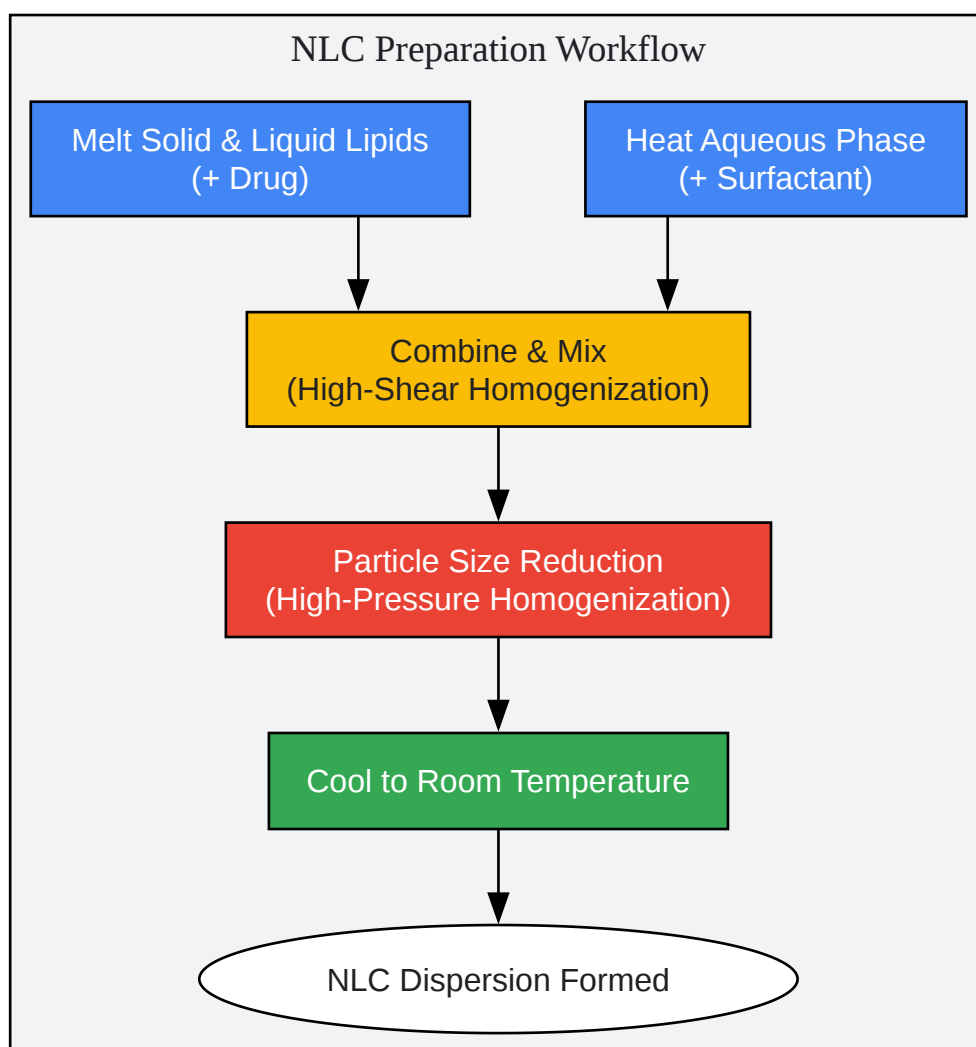 NLC Preparation Workflow
Melt Solid & Liquid Lipids
(+ Drug)
Heat Aqueous Phase
(+ Surfactant)
Combine & Mix
(High-Shear Homogenization)
Particle Size Reduction
(High-Pressure Homogenization)
Cool to Room Temperature
NLC Dispersion Formed